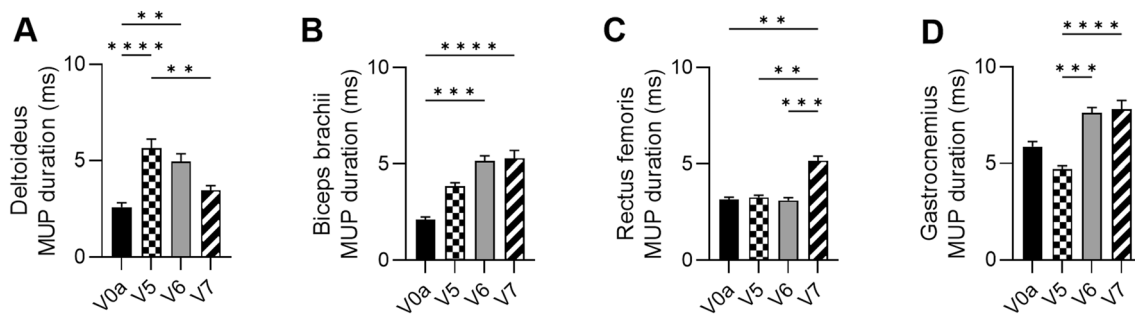 A
Deltoideus
MUP duration (ms)
* *
* * * *
* *
10
5
0
V0a
V5
V6
V7
B
Biceps brachii
MUP duration (ms)
* * * *
* * *
10
5
0
V0a
V5
V6
V7
C
Rectus femoris
MUP duration (ms)
* *
* *
* * *
10
5
0
V0a
V5
V6
V7
D
Gastrocnemius
MUP duration (ms)
* * * *
* * *
10
5
0
V0a
V5
V6
V7